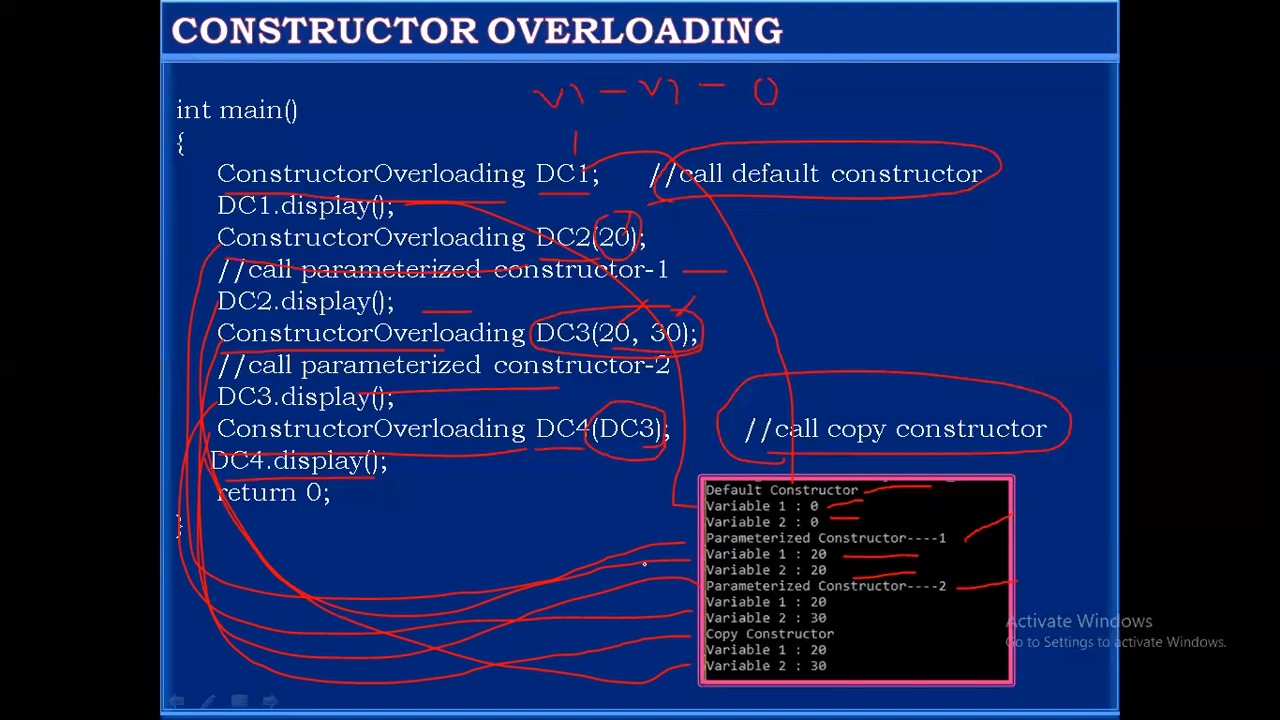 CONSTRUCTOR OVERLOADING
V1 - V2 - 0
int main()
{
ConstructorOverloading DC1; //call default constructor
DC1.display();
ConstructorOverloading DC2(20);
//call parameterized constructor-1
DC2.display();
ConstructorOverloading DC3(20, 30);
//call parameterized constructor-2
DC3.display();
ConstructorOverloading DC4(DC3); //call copy constructor
DC4.display();
return 0;
}
Default Constructor
Variable 1 : 0
Variable 2 : 0
Parameterized Constructor----1
Variable 1 : 20
Variable 2 : 20
Parameterized Constructor----2
Variable 1 : 20
Variable 2 : 30
Copy Constructor
Variable 1 : 20
Variable 2 : 30
Activate Windows
Go to Settings to activate Windows.